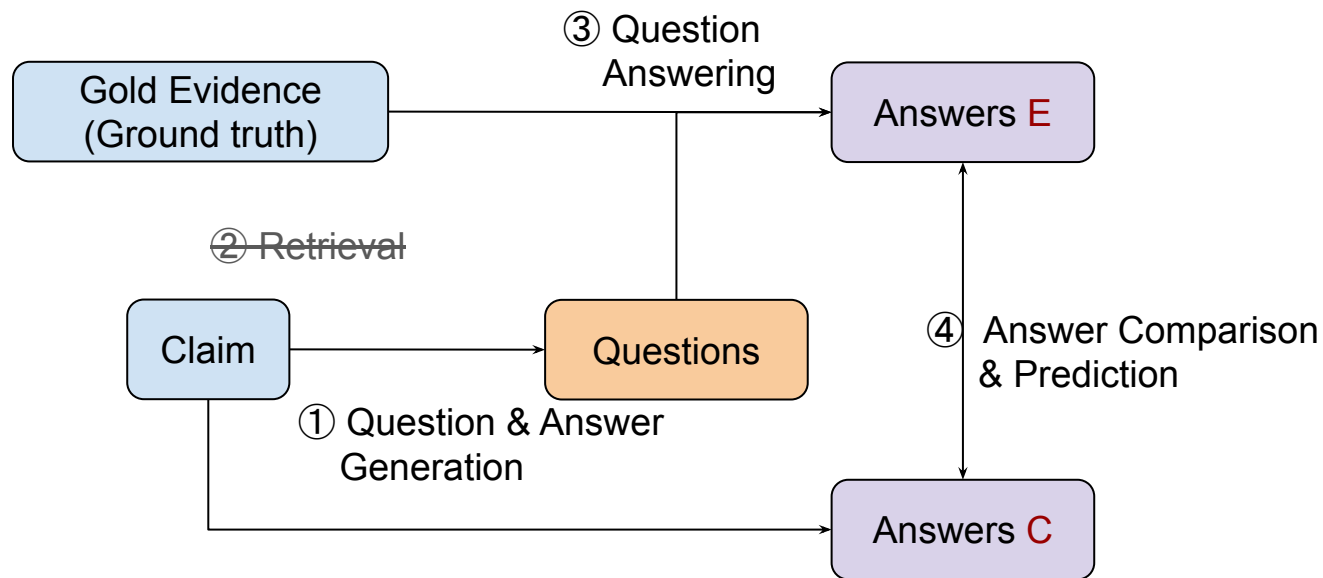 ③ Question
Answering
Gold Evidence
(Ground truth)
Answers E
② Retrieval
Claim
Questions
④ Answer Comparison
& Prediction
① Question & Answer
Generation
Answers C